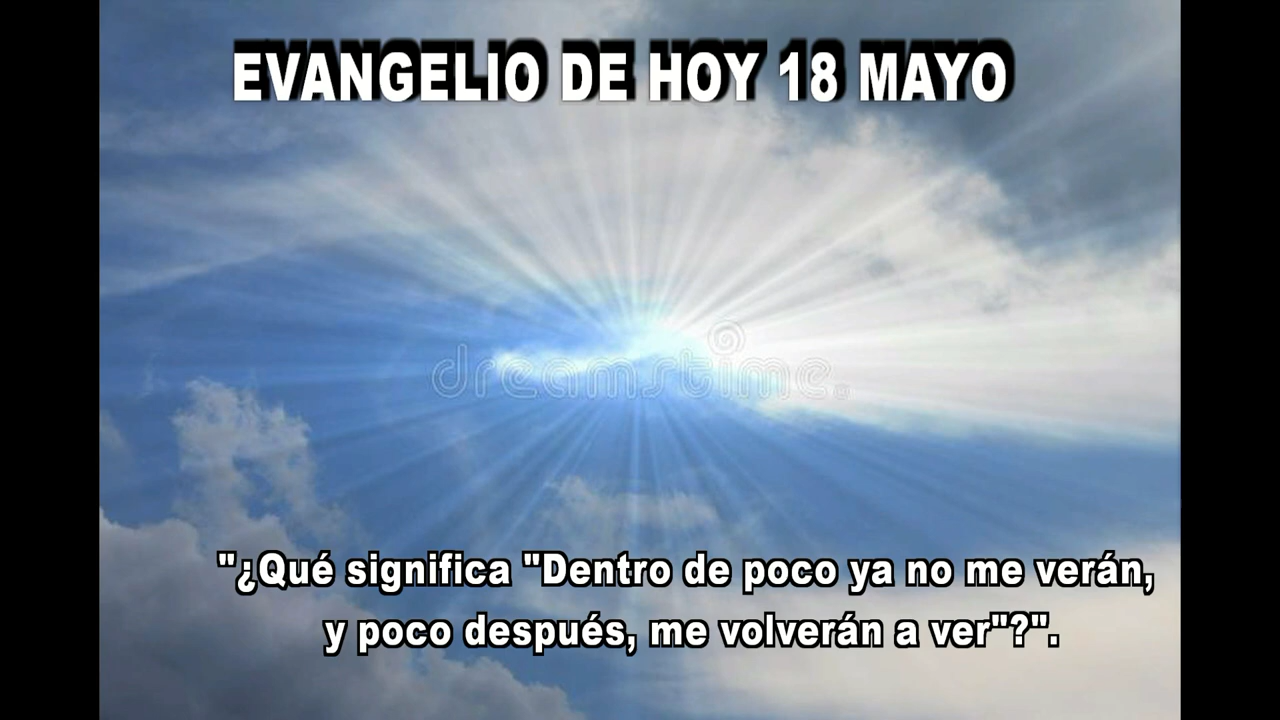 EVANGELIO DE HOY 18 MAYO
dreamstime
"¿Qué significa "Dentro de poco ya no me verán,
y poco después, me volverán a ver"?".